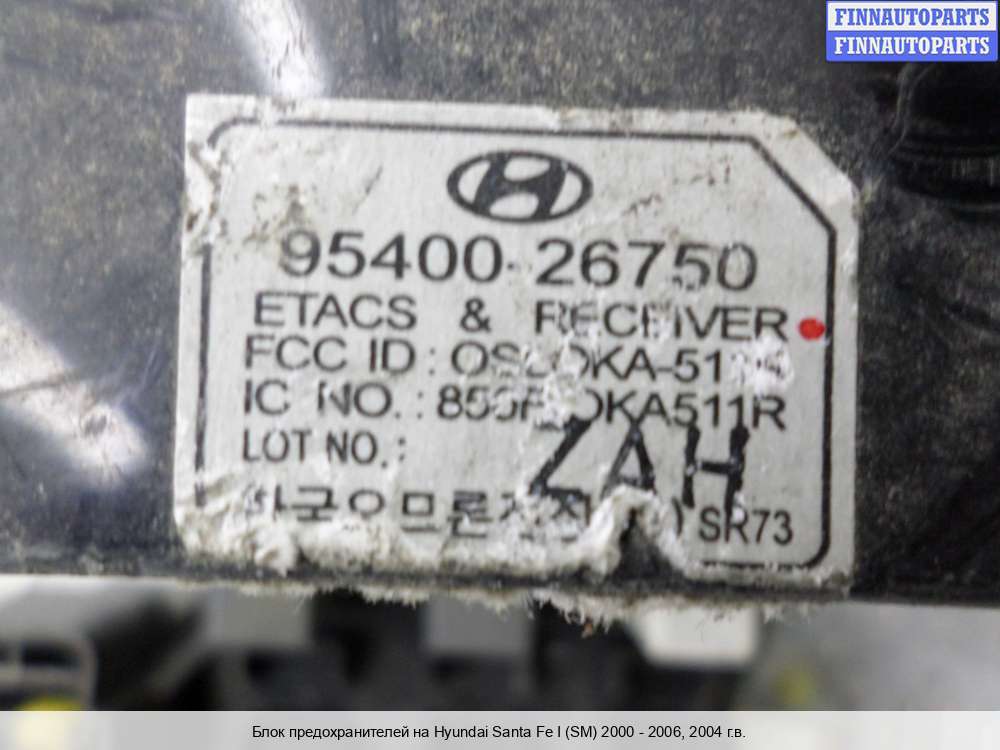 FINNAUTOPARTS
FINNAUTOPARTS
95400-26750
ETACS & RECEIVER
FCC ID :
IC NO. :
LOT NO. :
ZAH
SR73
Блок предохранителей на Hyundai Santa Fe I (SM) 2000 - 2006, 2004 г.в.